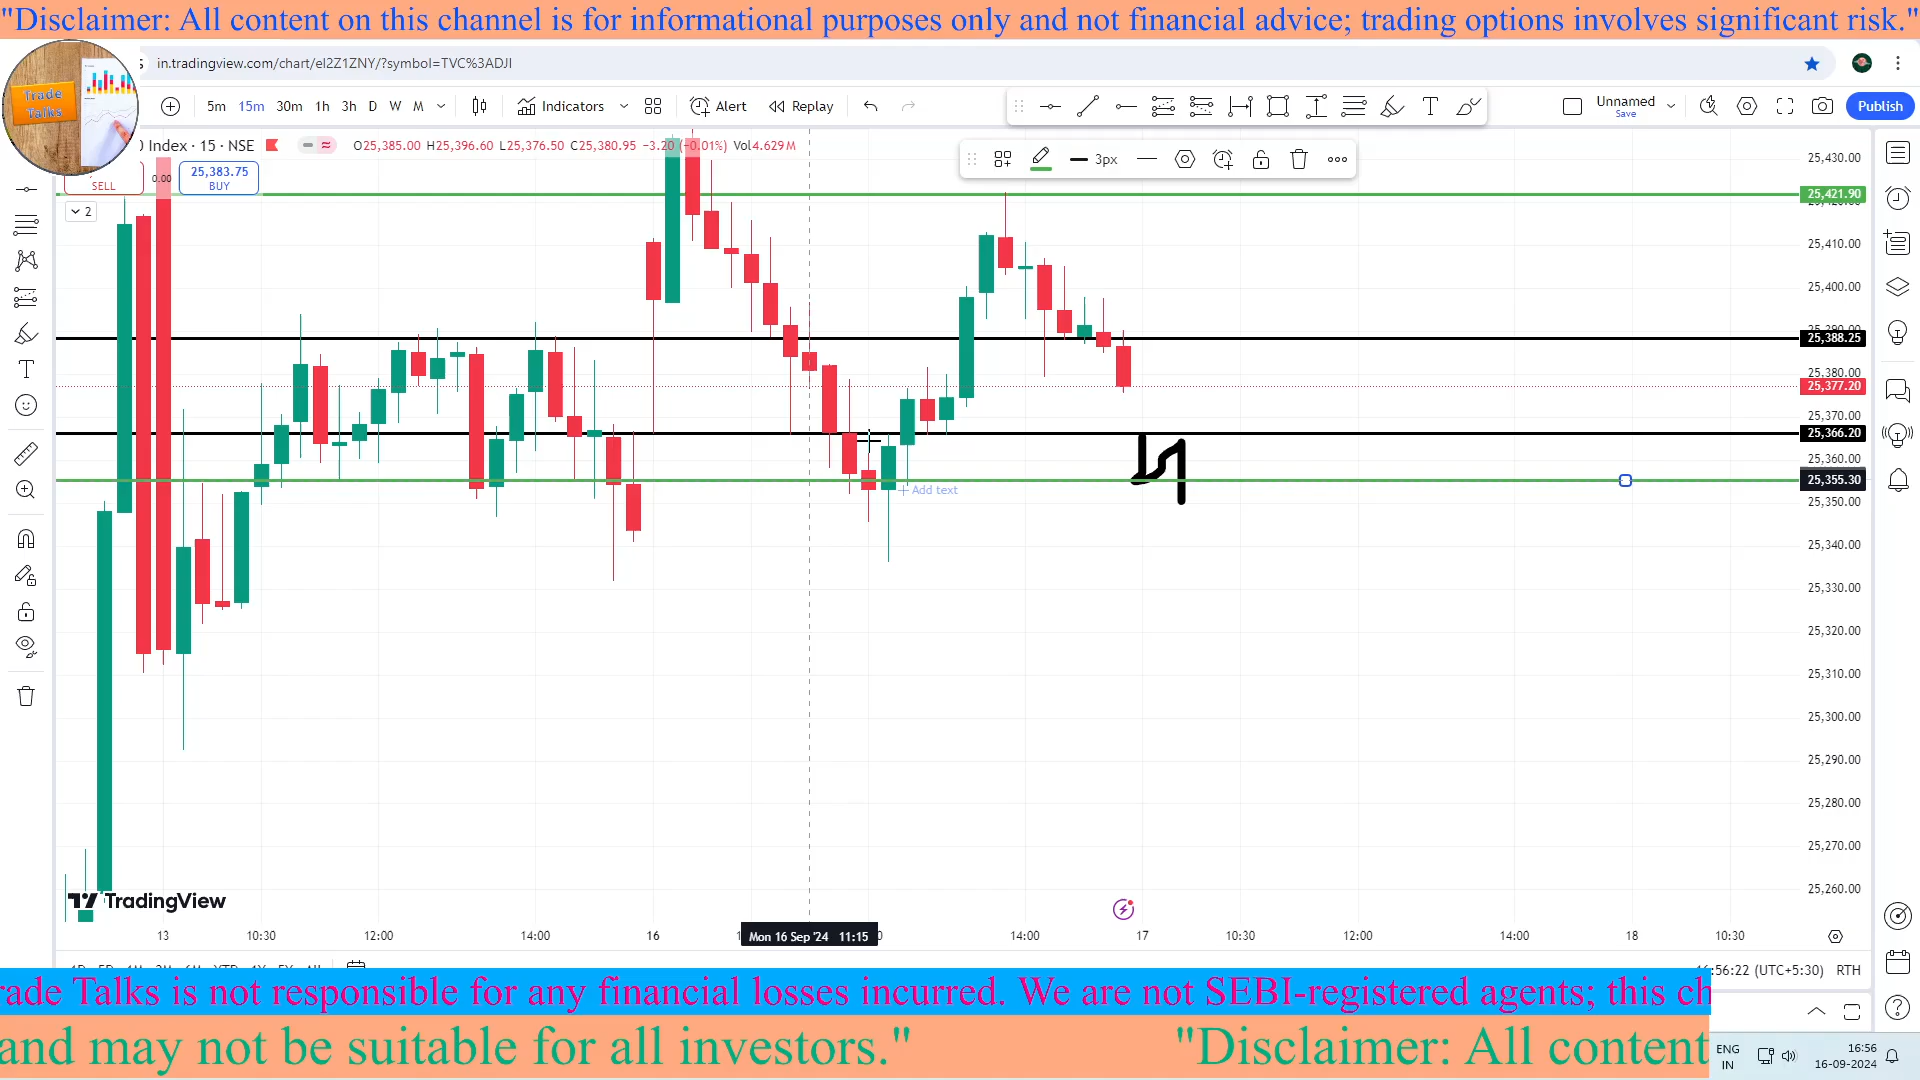 "Disclaimer: All content on this channel is for informational purposes only and not financial advice; trading options involves significant risk."
Trade
Talks
in.tradingview.com/chart/eI2Z1ZNY/?symbol=TVC%3ADJI
5m 15m 30m 1h 3h D W M
Indicators
Alert
Replay
Unnamed
Save
Publish
Index · 15 · NSE
O25,385.00 H25,396.60 L25,376.50 C25,380.95 −3.20 (−0.01%) Vol4.629M
SELL
0.00
25,383.75
BUY
2
3px
25,430.00
25,421.90
25,410.00
25,400.00
25,388.25
25,380.00
25,377.20
25,370.00
25,366.20
25,360.00
25,355.30
25,350.00
25,340.00
25,330.00
25,320.00
25,310.00
25,300.00
25,290.00
25,280.00
25,270.00
25,260.00
+ Add text
TradingView
13 10:30 12:00 14:00 16 Mon 16 Sep '24 11:15 14:00 17 10:30 12:00 14:00 18 10:30
16:56:22 (UTC+5:30) RTH
rade Talks is not responsible for any financial losses incurred. We are not SEBI-registered agents; this ch
and may not be suitable for all investors." "Disclaimer: All content
ENG
IN
16:56
16-09-2024